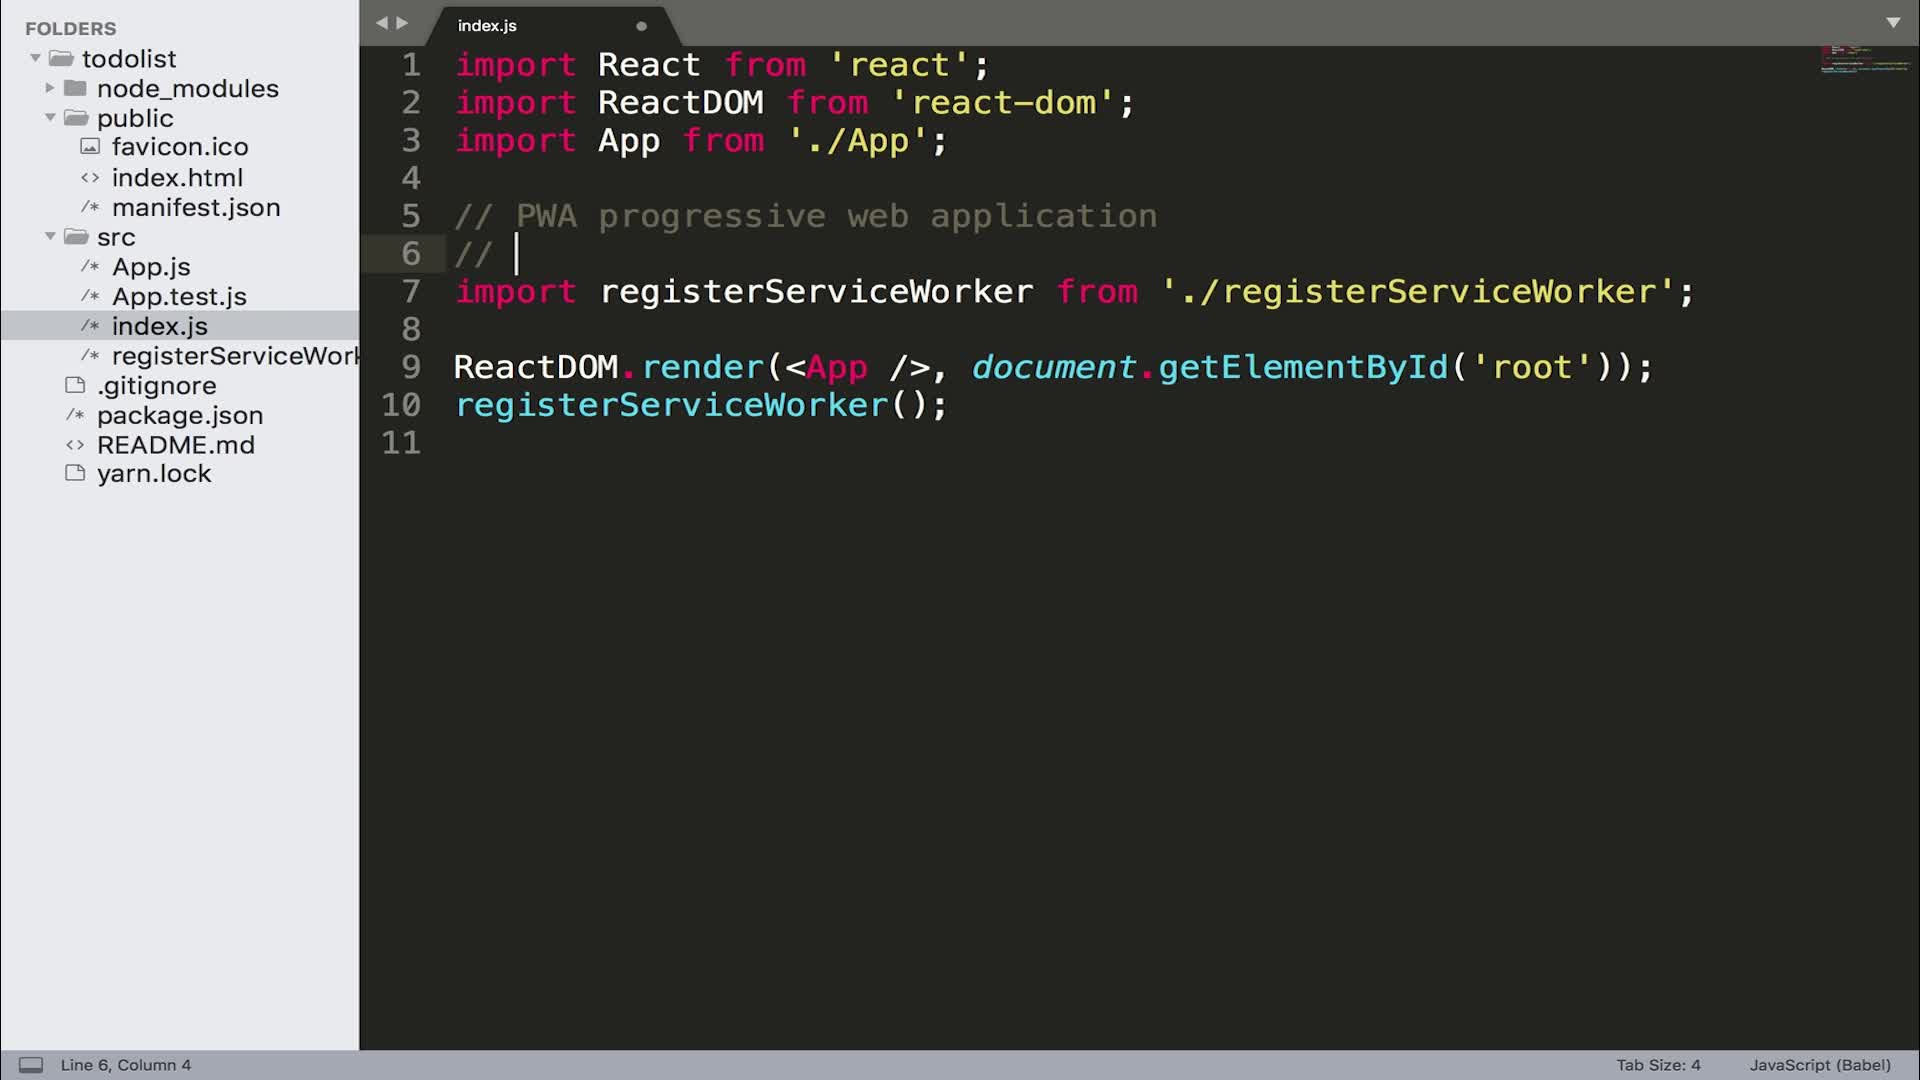 FOLDERS
todolist
node_modules
public
favicon.ico
<> index.html
/* manifest.json
src
/* App.js
/* App.test.js
/* index.js
/* registerServiceWork
.gitignore
/* package.json
<> README.md
yarn.lock
index.js
1 import React from 'react';
2 import ReactDOM from 'react-dom';
3 import App from './App';
4
5 // PWA progressive web application
6 //
7 import registerServiceWorker from './registerServiceWorker';
8
9 ReactDOM.render(<App />, document.getElementById('root'));
10 registerServiceWorker();
11
Line 6, Column 4
Tab Size: 4
JavaScript (Babel)